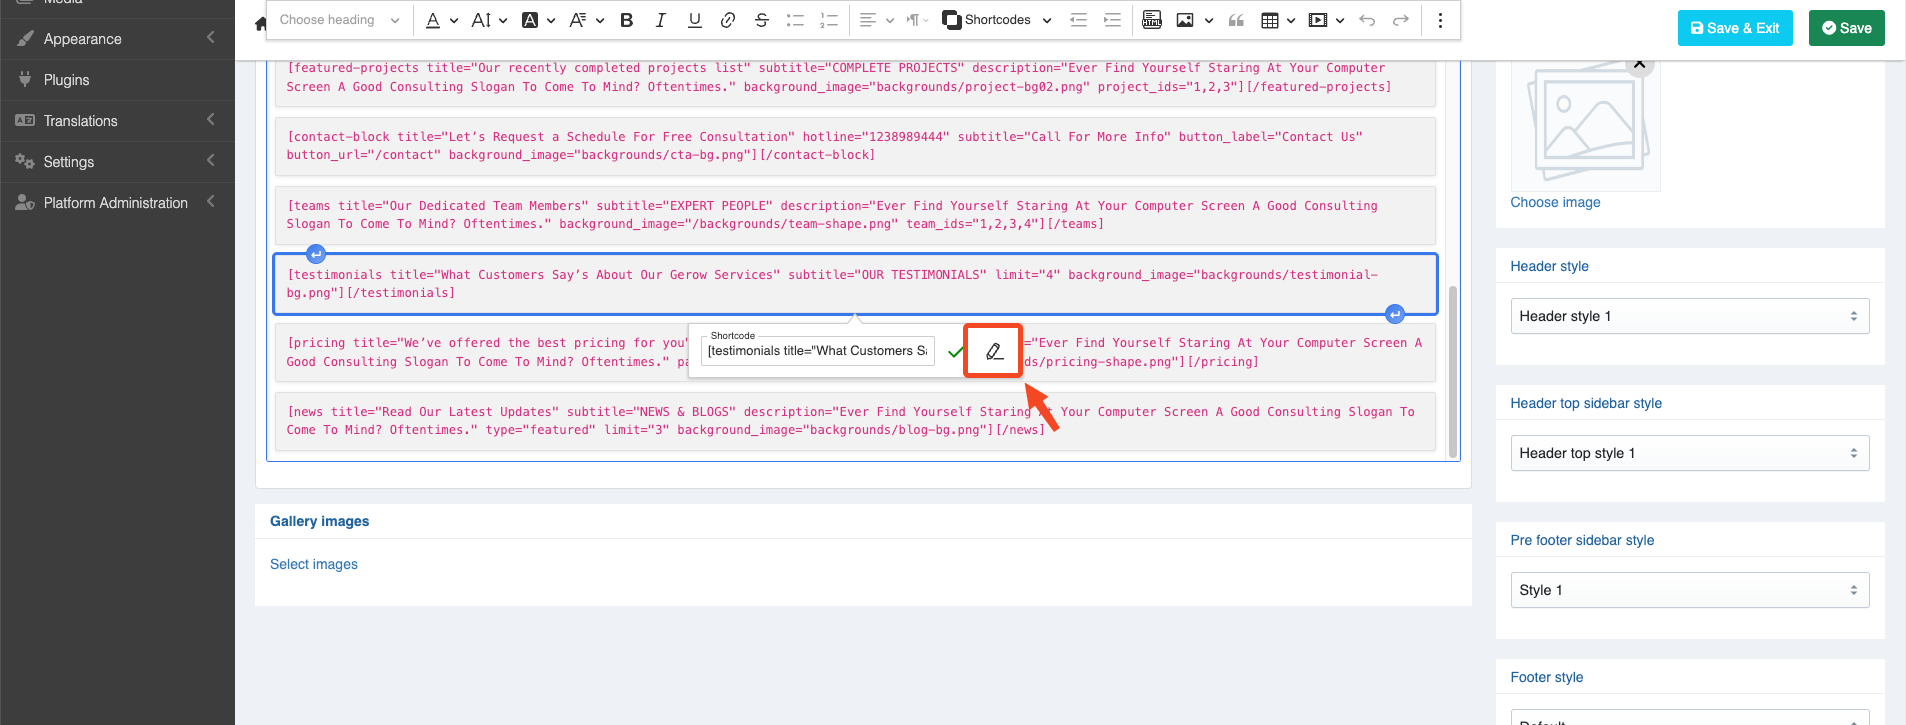 Media
Appearance
Plugins
Translations
Settings
Platform Administration
Choose heading
Shortcodes
Save & Exit
Save
[featured-projects title="Our recently completed projects list" subtitle="COMPLETE PROJECTS" description="Ever Find Yourself Staring At Your Computer
Screen A Good Consulting Slogan To Come To Mind? Oftentimes." background_image="backgrounds/project-bg02.png" project_ids="1,2,3"][/featured-projects]
[contact-block title="Let’s Request a Schedule For Free Consultation" hotline="1238989444" subtitle="Call For More Info" button_label="Contact Us"
button_url="/contact" background_image="backgrounds/cta-bg.png"][/contact-block]
[teams title="Our Dedicated Team Members" subtitle="EXPERT PEOPLE" description="Ever Find Yourself Staring At Your Computer Screen A Good Consulting
Slogan To Come To Mind? Oftentimes." background_image="/backgrounds/team-shape.png" team_ids="1,2,3,4"][/teams]
[testimonials title="What Customers Say’s About Our Gerow Services" subtitle="OUR TESTIMONIALS" limit="4" background_image="backgrounds/testimonial-
bg.png"][/testimonials]
Shortcode
[testimonials title="What Customers Sa
[pricing title="We’ve offered the best pricing for you" ="Ever Find Yourself Staring At Your Computer Screen A
Good Consulting Slogan To Come To Mind? Oftentimes." pa ds/pricing-shape.png"][/pricing]
[news title="Read Our Latest Updates" subtitle="NEWS & BLOGS" description="Ever Find Yourself Staring At Your Computer Screen A Good Consulting Slogan To
Come To Mind? Oftentimes." type="featured" limit="3" background_image="backgrounds/blog-bg.png"][/news]
Gallery images
Select images
Choose image
Header style
Header style 1
Header top sidebar style
Header top style 1
Pre footer sidebar style
Style 1
Footer style
Default